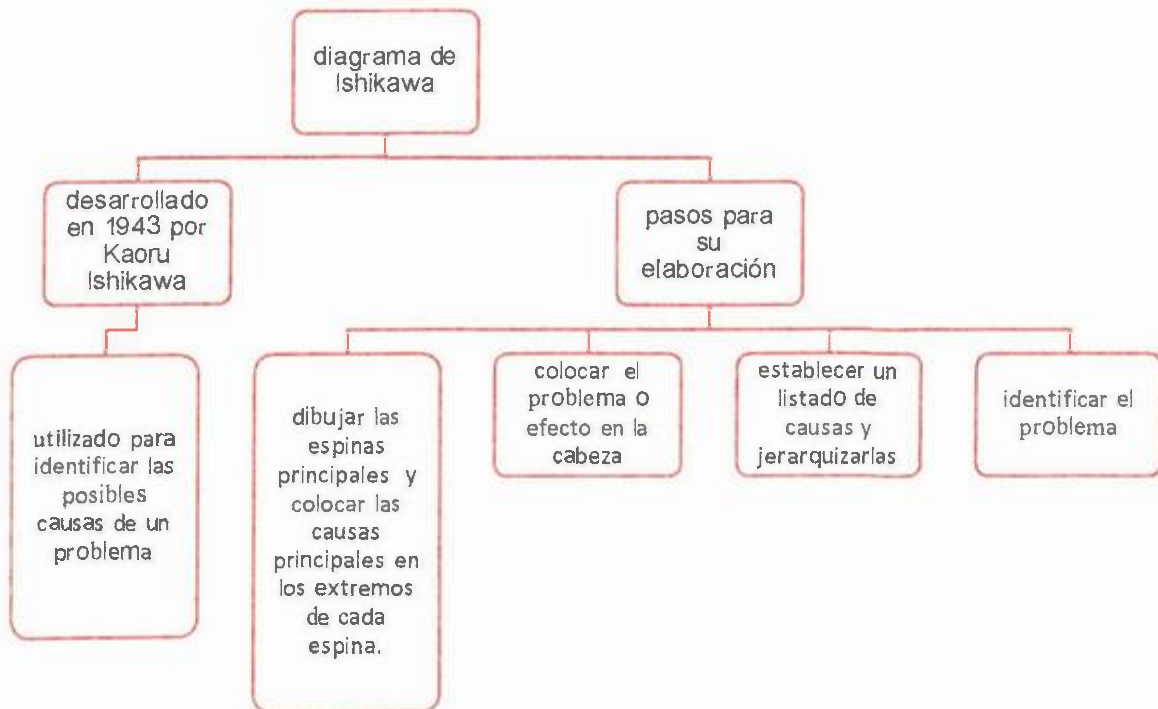 diagrama de
Ishikawa
desarrollado
en 1943 por
Kaoru
Ishikawa
pasos para
su
elaboración
utilizado para
identificar las
posibles
causas de un
problema
dibujar las
espinas
principales y
colocar las
causas
principales en
los extremos
de cada
espina.
colocar el
problema o
efecto en la
cabeza
establecer un
listado de
causas y
jerarquizarlas
identificar el
problema